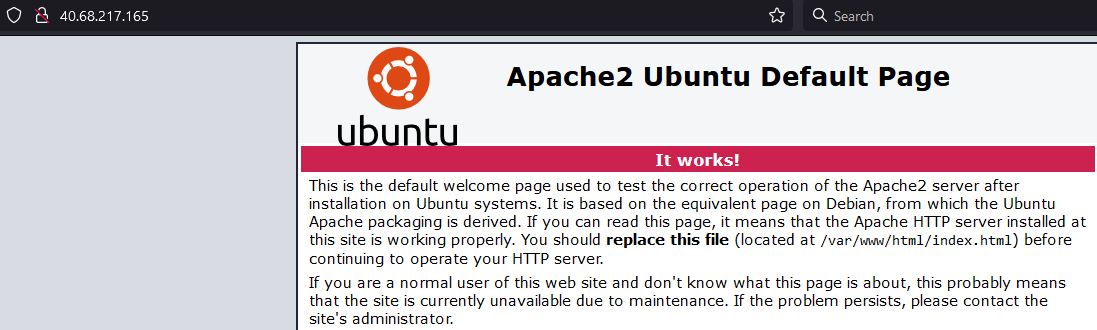 40.68.217.165
Search
Apache2 Ubuntu Default Page
ubuntu
It works!
This is the default welcome page used to test the correct operation of the Apache2 server after
installation on Ubuntu systems. It is based on the equivalent page on Debian, from which the Ubuntu
Apache packaging is derived. If you can read this page, it means that the Apache HTTP server installed at
this site is working properly. You should replace this file (located at /var/www/html/index.html) before
continuing to operate your HTTP server.
If you are a normal user of this web site and don't know what this page is about, this probably means
that the site is currently unavailable due to maintenance. If the problem persists, please contact the
site's administrator.